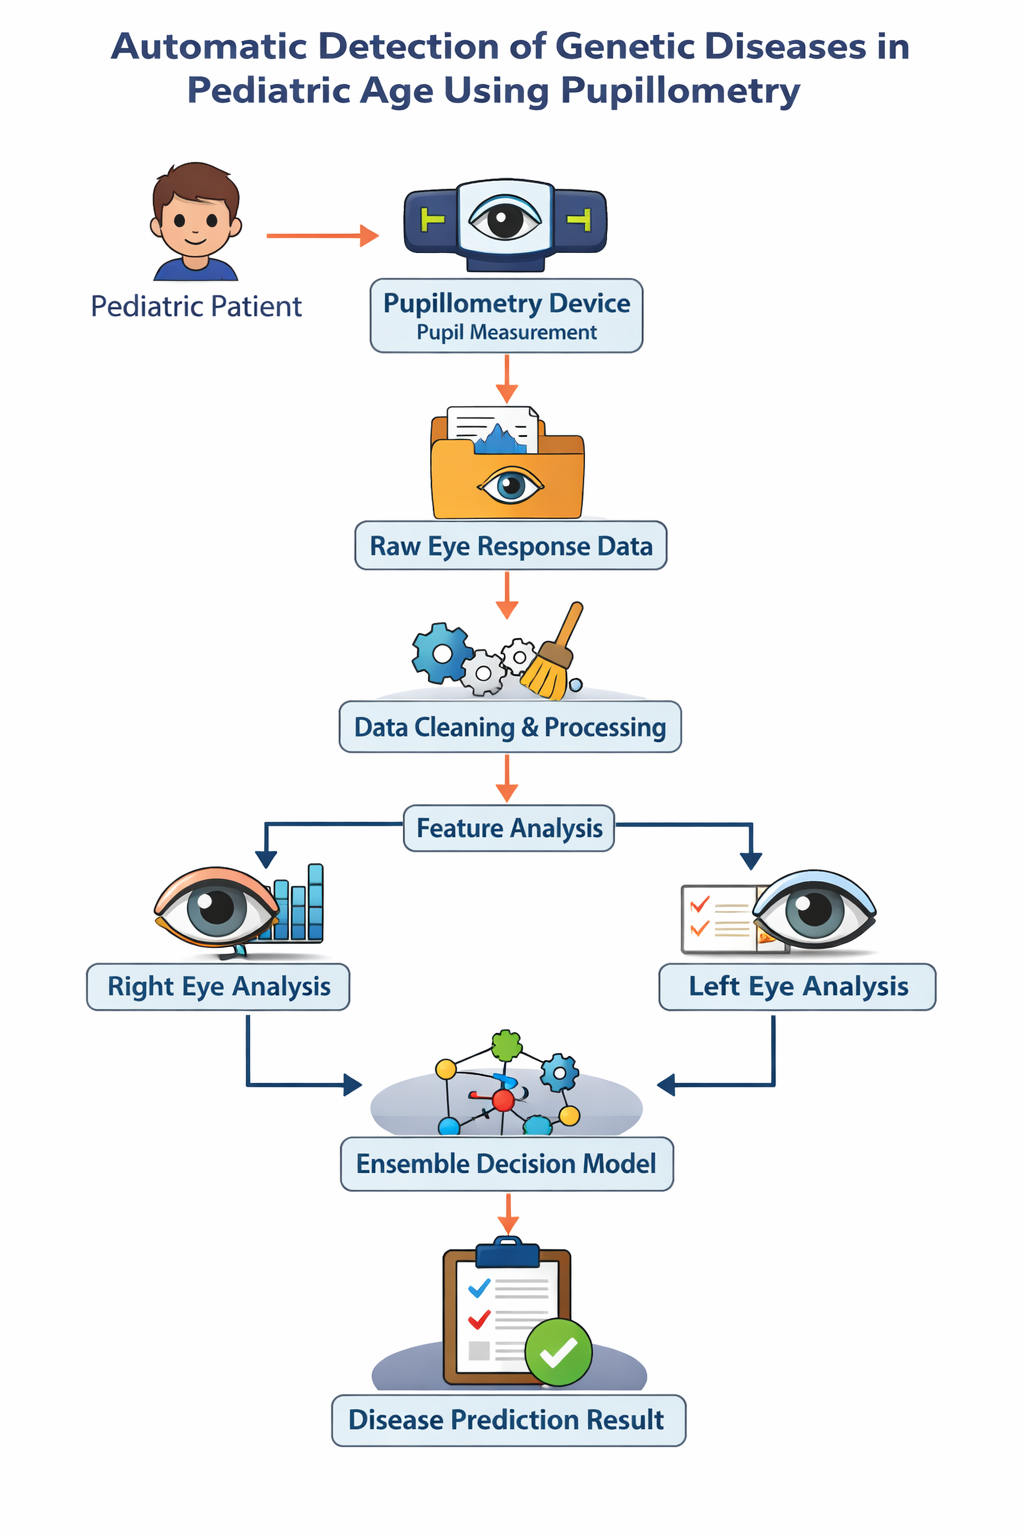 Automatic Detection of Genetic Diseases in
Pediatric Age Using Pupillometry
Pediatric Patient
Pupillometry Device
Pupil Measurement
Raw Eye Response Data
Data Cleaning & Processing
Feature Analysis
Right Eye Analysis
Left Eye Analysis
Ensemble Decision Model
Disease Prediction Result